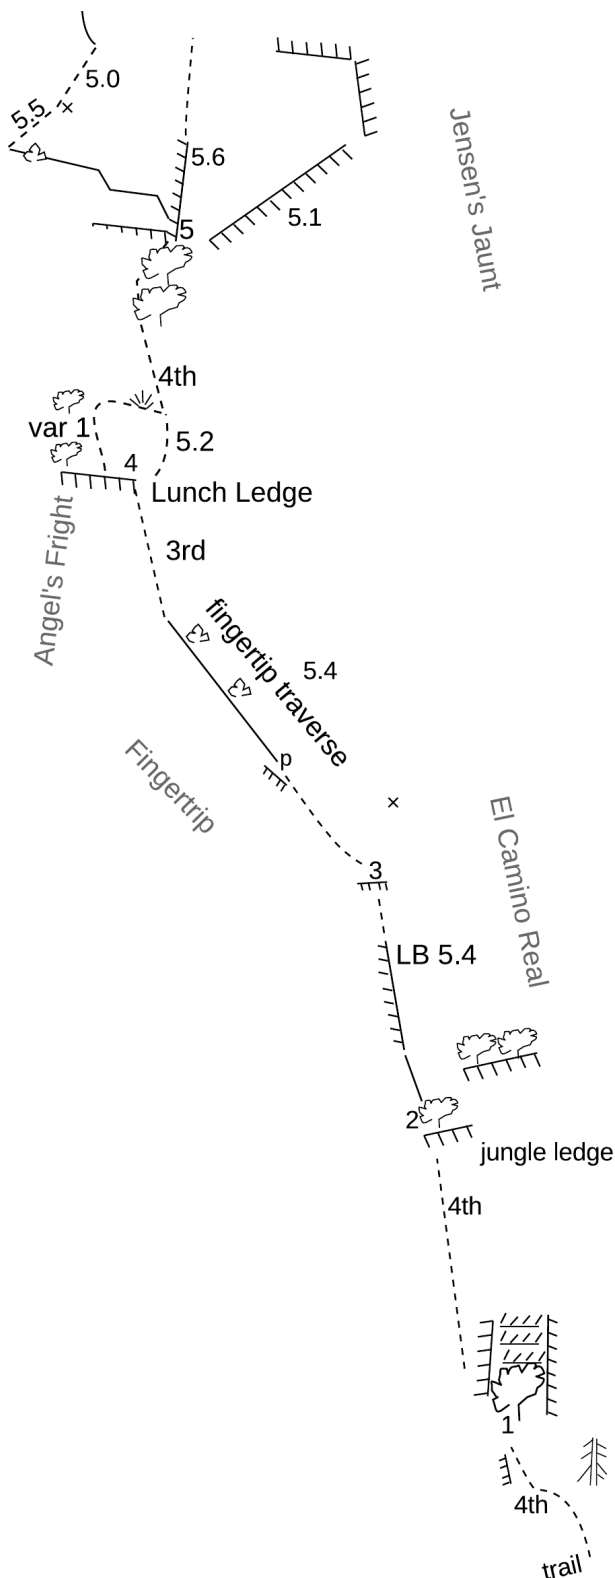 5.0
5.5
5.6
Jensen's Jaunt
5.1
5
4th
var 1
5.2
4
Lunch Ledge
Angel's Fright
3rd
fingertip traverse
5.4
p
Fingertrip
El Camino Real
3
LB 5.4
2
jungle ledge
4th
1
4th
trail